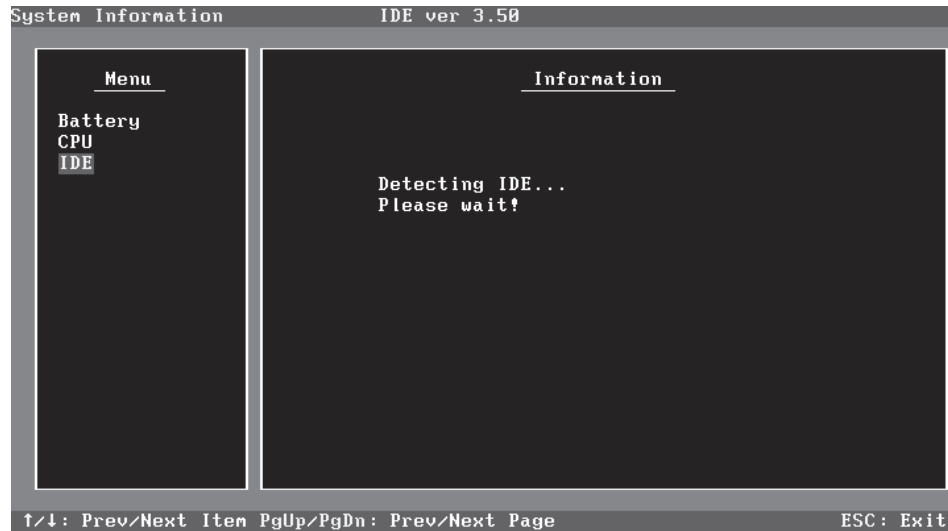 System Information IDE ver 3.50
Menu
Battery
CPU
IDE
Information
Detecting IDE...
Please wait!
↑/↓: Prev/Next Item PgUp/PgDn: Prev/Next Page ESC: Exit